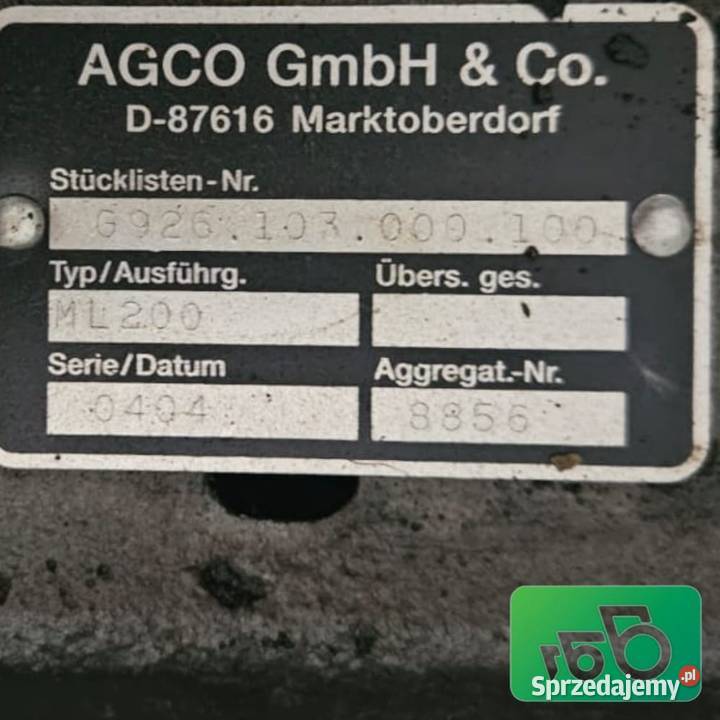 AGCO GmbH & Co.
D-87616 Marktoberdorf
Stücklisten-Nr.
G926.103.000.100
Typ/Ausführg. Übers. ges.
ML200
Serie/Datum Aggregat.-Nr.
0404 8856
Sprzedajemy.pl